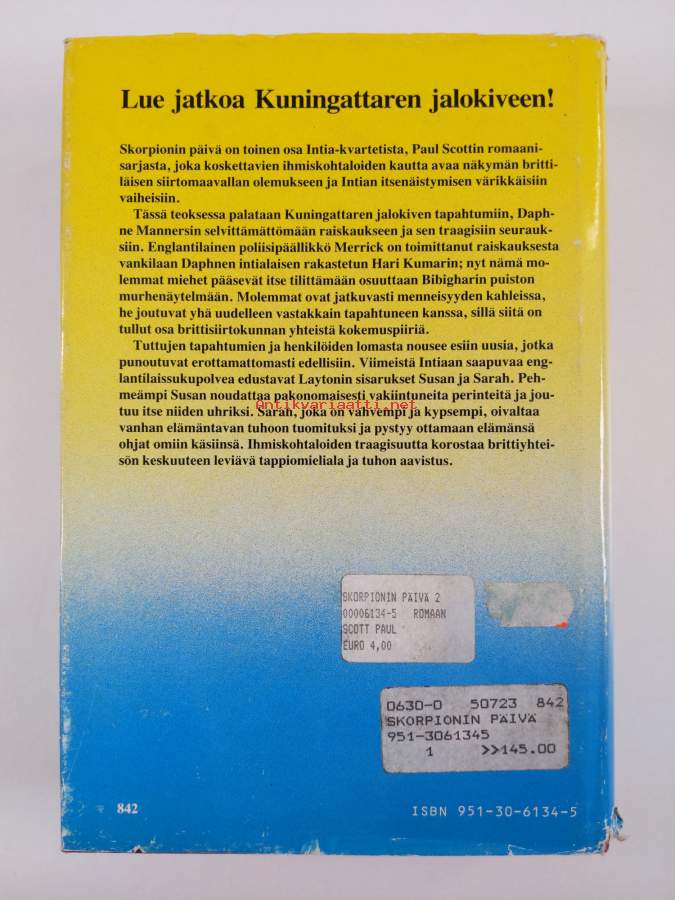 Lue jatkoa Kuningattaren jalokiveen!
Skorpionin päivä on toinen osa Intia-kvartetista, Paul Scottin romaani-
sarjasta, joka koskettavien ihmiskohtaloiden kautta avaa näkymän britti-
läisen siirtomaavallan olemukseen ja Intian itsenäistymisen värikkäisiin
vaiheisiin.
Tässä teoksessa palataan Kuningattaren jalokiven tapahtumiin, Daph-
ne Mannersin selvittämättömään raiskaukseen ja sen traagisiin seurauk-
siin. Englantilainen poliisipäällikkö Merrick on toimittanut raiskauksesta
vankilaan Daphnen intialaisen rakastetun Hari Kumarin; nyt nämä mo-
lemmat miehet pääsevät itse tilittämään osuuttaan Bibigharin puiston
murhenäytelmään. Molemmat ovat jatkuvasti menneisyyden kahleissa,
he joutuvat yhä uudelleen vastakkain tapahtuneen kanssa, sillä siitä on
tullut osa brittisiirtokunnan yhteistä kokemuspiiriä.
Tuttujen tapahtumien ja henkilöiden lomasta nousee esiin uusia, jotka
punoutuvat erottamattomasti edellisiin. Viimeistä Intiaan saapuvaa eng-
lantilaissukupolvea edustavat Laytonin sisarukset Susan ja Sarah. Peh-
meämpi Susan noudattaa pakonomaisesti vakiintuneita perinteitä ja jou-
tuu itse niiden uhriksi. Sarah, joka on vahvempi ja kypsempi, oivaltaa
vanhan elämäntavan tuhoon tuomituksi ja pystyy ottamaan elämänsä
ohjat omiin käsiinsä. Ihmiskohtaloiden traagisuutta korostaa brittiyhtei-
sön keskuuteen leviävä tappiomieliala ja tuhon aavistus.
Antikvariaatti.net
SKORPIONIN PÄIVÄ 2
00006134-5 ROMAAN
SCOTT PAUL
EURO 4,00
0630-0 50723 842
SKORPIONIN PÄIVÄ
951-3061345
1 >>145.00
842
ISBN 951-30-6134-5